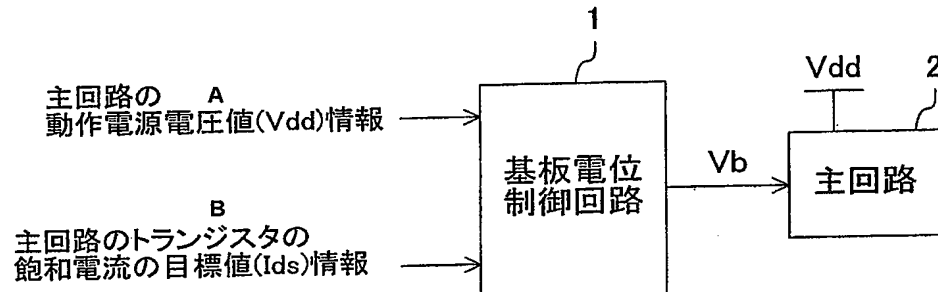 1
Vdd
2
主回路の A
動作電源電圧値(Vdd)情報
基板電位
制御回路
Vb
主回路
B
主回路のトランジスタの
飽和電流の目標値(Ids)情報